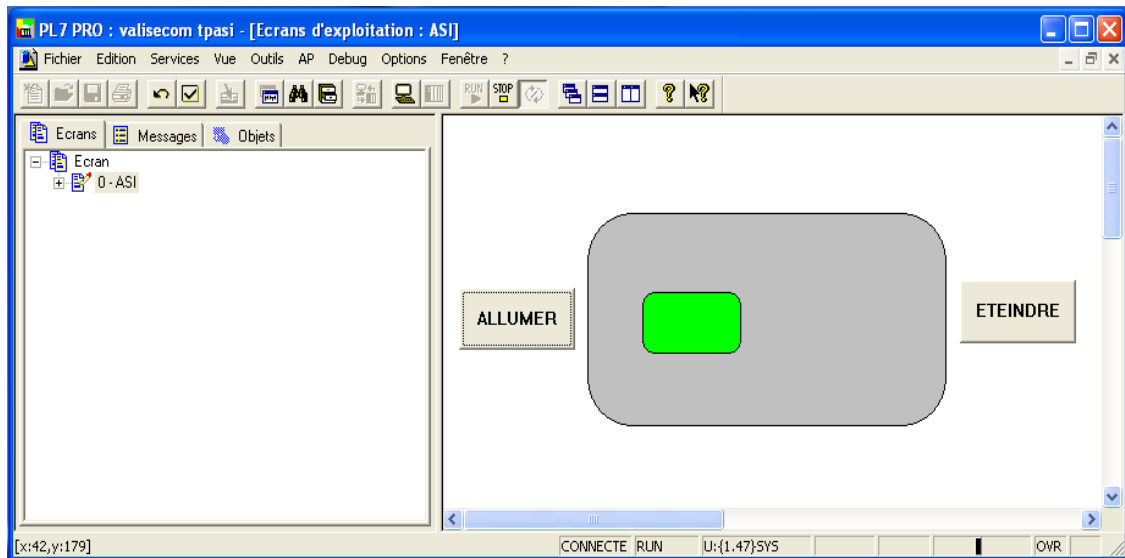 PL7 PRO : valisecom tpasi - [Ecrans d'exploitation : ASI]
Fichier Edition Services Vue Outils AP Debug Options Fenêtre ?
RUN STOP
Ecrans Messages Objets
Ecran
0 - ASI
ALLUMER
ETEINDRE
[x:42,y:179] CONNECTE RUN U:{1.47}SYS OVR